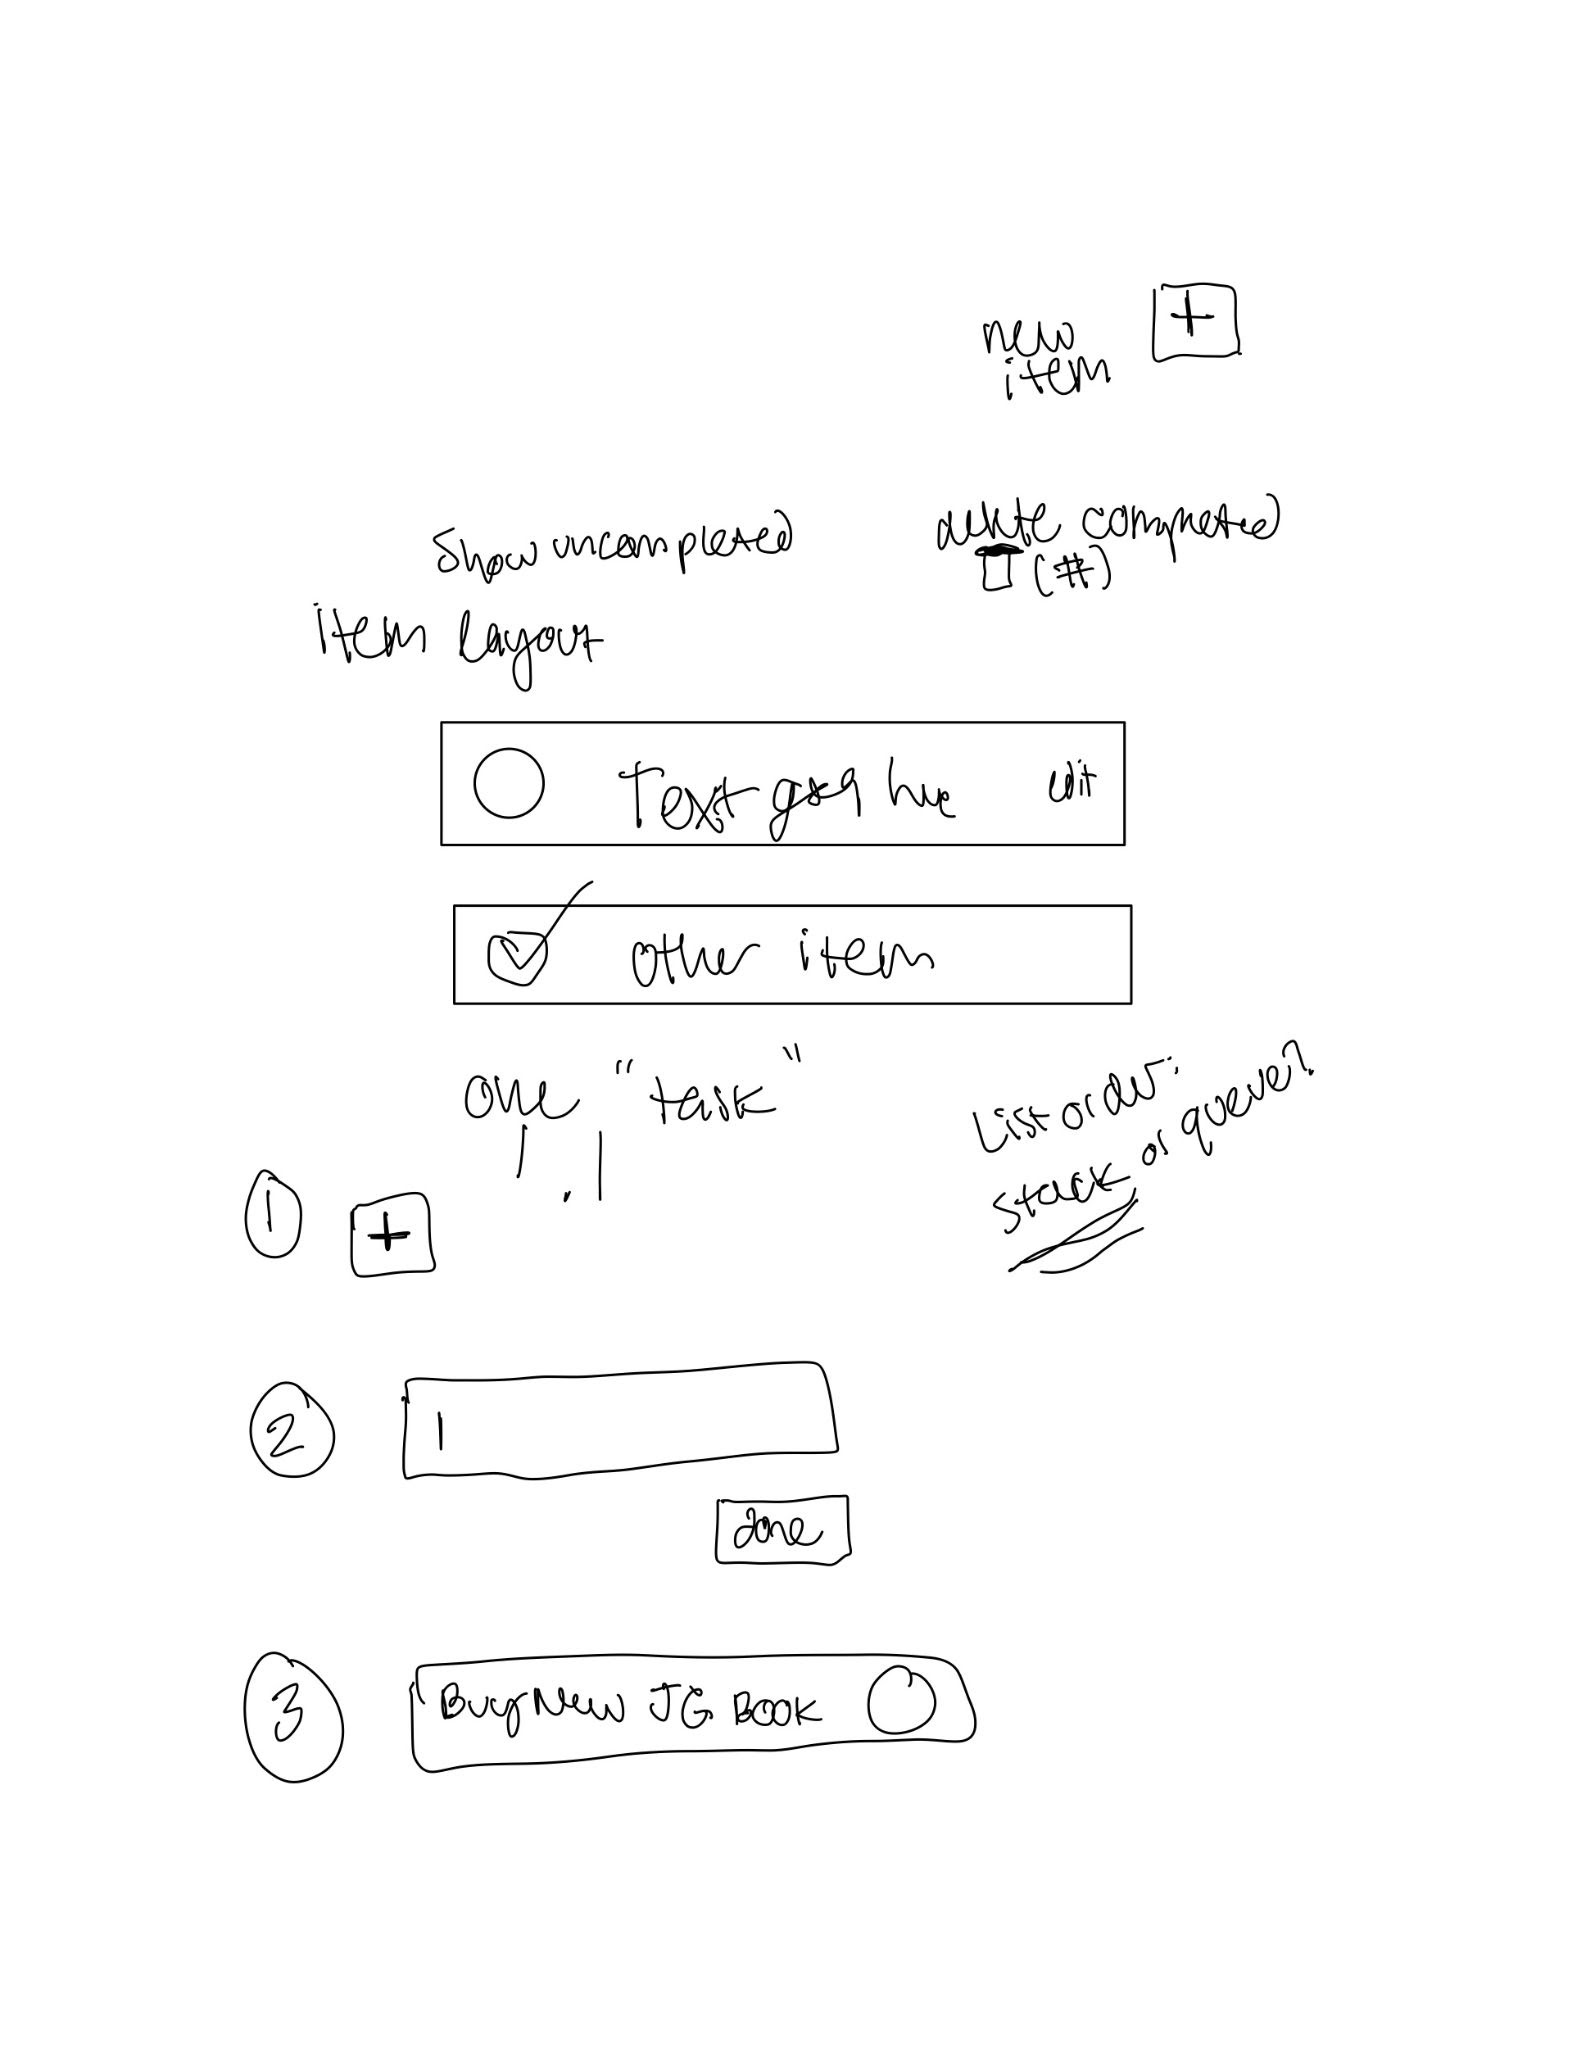 new
item
+
show uncompleted
delete completed
(#)
item layout
Text goes here
edit
other item
one "task"
List order:
stack or queue?
1
+
2
done
3
Buy New JG BOOK